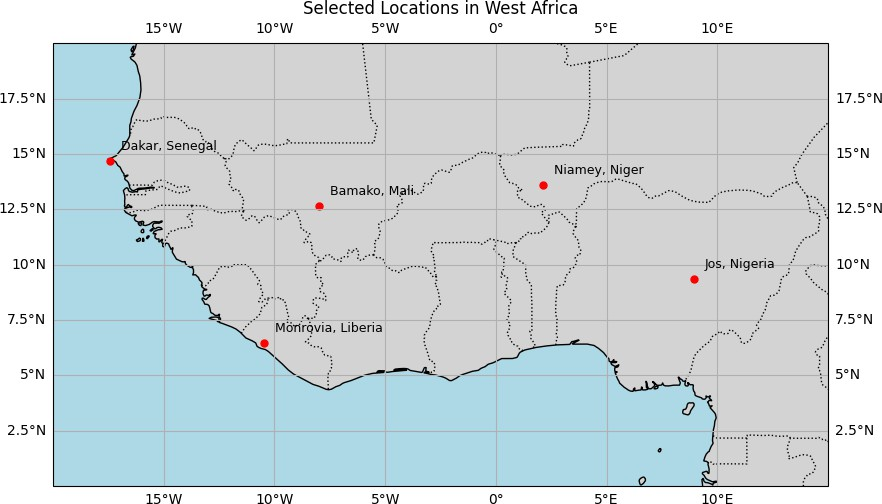 Selected Locations in West Africa
15°W 10°W 5°W 0° 5°E 10°E
17.5°N 17.5°N
Dakar, Senegal
15°N 15°N
Niamey, Niger
Bamako, Mali
12.5°N 12.5°N
Jos, Nigeria
10°N 10°N
7.5°N 7.5°N
Monrovia, Liberia
5°N 5°N
2.5°N 2.5°N
15°W 10°W 5°W 0° 5°E 10°E